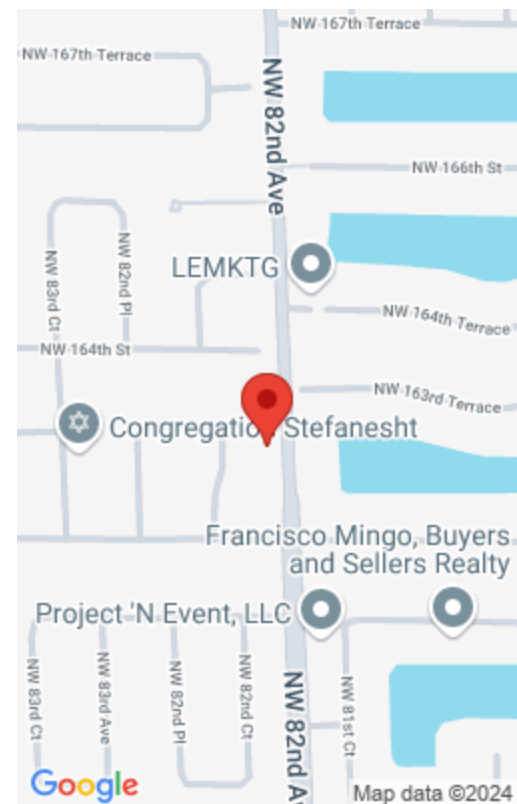 NW 167th Terrace
NW 167th Terrace
NW 82nd Ave
NW 166th St
NW 83rd Ct
NW 82nd Pl
LEMKTG
NW 164th Terrace
NW 164th St
NW 163rd Terrace
Congregation Stefanesht
Francisco Mingo, Buyers
and Sellers Realty
Project 'N Event, LLC
NW 83rd Ct
NW 83rd Ave
NW 82nd Pl
NW 82nd Ct
NW 82nd Av
NW 81st Ct
Google
Map data ©2024